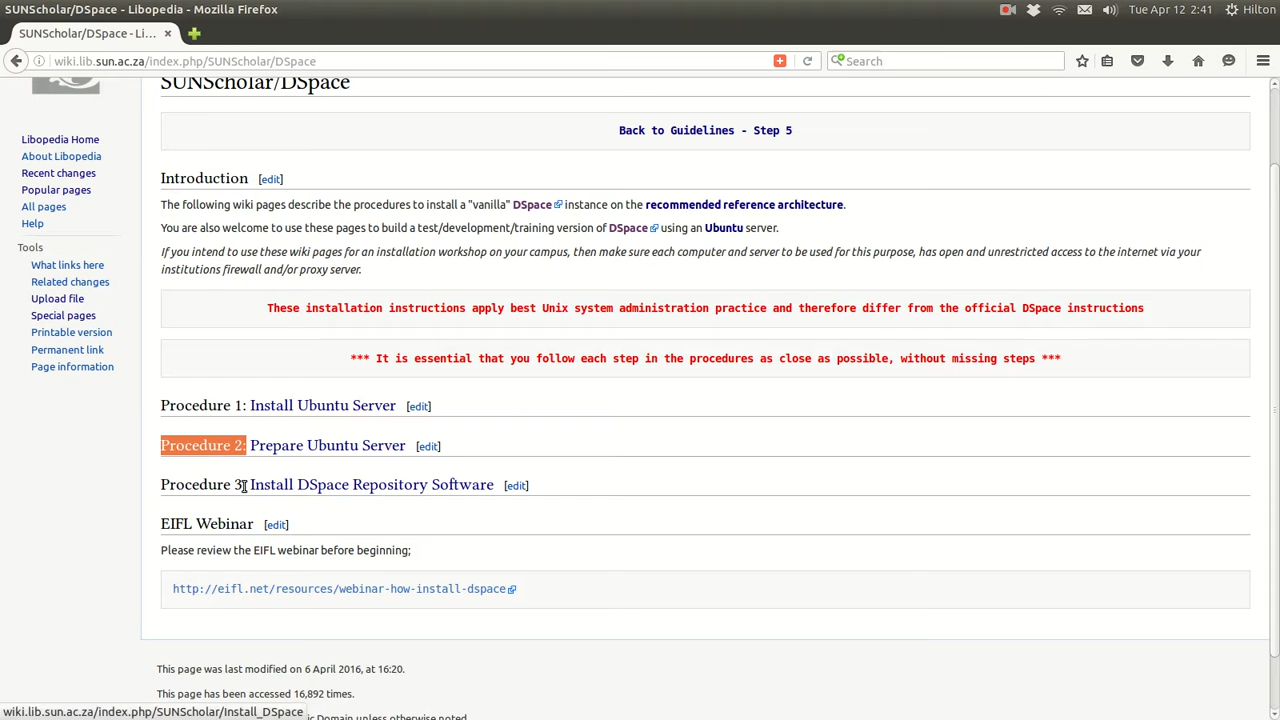 SUNScholar/DSpace - Libopedia - Mozilla Firefox
Tue Apr 12 2:41 Hilton
SUNScholar/DSpace - Li... ×
wiki.lib.sun.ac.za/index.php/SUNScholar/DSpace
Search
SUNScholar/DSpace
Back to Guidelines - Step 5
Libopedia Home
About Libopedia
Recent changes
Popular pages
All pages
Help
Tools
What links here
Related changes
Upload file
Special pages
Printable version
Permanent link
Page information
Introduction [edit]
The following wiki pages describe the procedures to install a "vanilla" DSpace instance on the recommended reference architecture.
You are also welcome to use these pages to build a test/development/training version of DSpace using an Ubuntu server.
If you intend to use these wiki pages for an installation workshop on your campus, then make sure each computer and server to be used for this purpose, has open and unrestricted access to the internet via your
institutions firewall and/or proxy server.
These installation instructions apply best Unix system administration practice and therefore differ from the official DSpace instructions
*** It is essential that you follow each step in the procedures as close as possible, without missing steps ***
Procedure 1: Install Ubuntu Server [edit]
Procedure 2: Prepare Ubuntu Server [edit]
Procedure 3: Install DSpace Repository Software [edit]
EIFL Webinar [edit]
Please review the EIFL webinar before beginning;
http://eifl.net/resources/webinar-how-install-dspace
This page was last modified on 6 April 2016, at 16:20.
This page has been accessed 16,892 times.
Domain unless otherwise noted
wiki.lib.sun.ac.za/index.php/SUNScholar/Install_DSpace